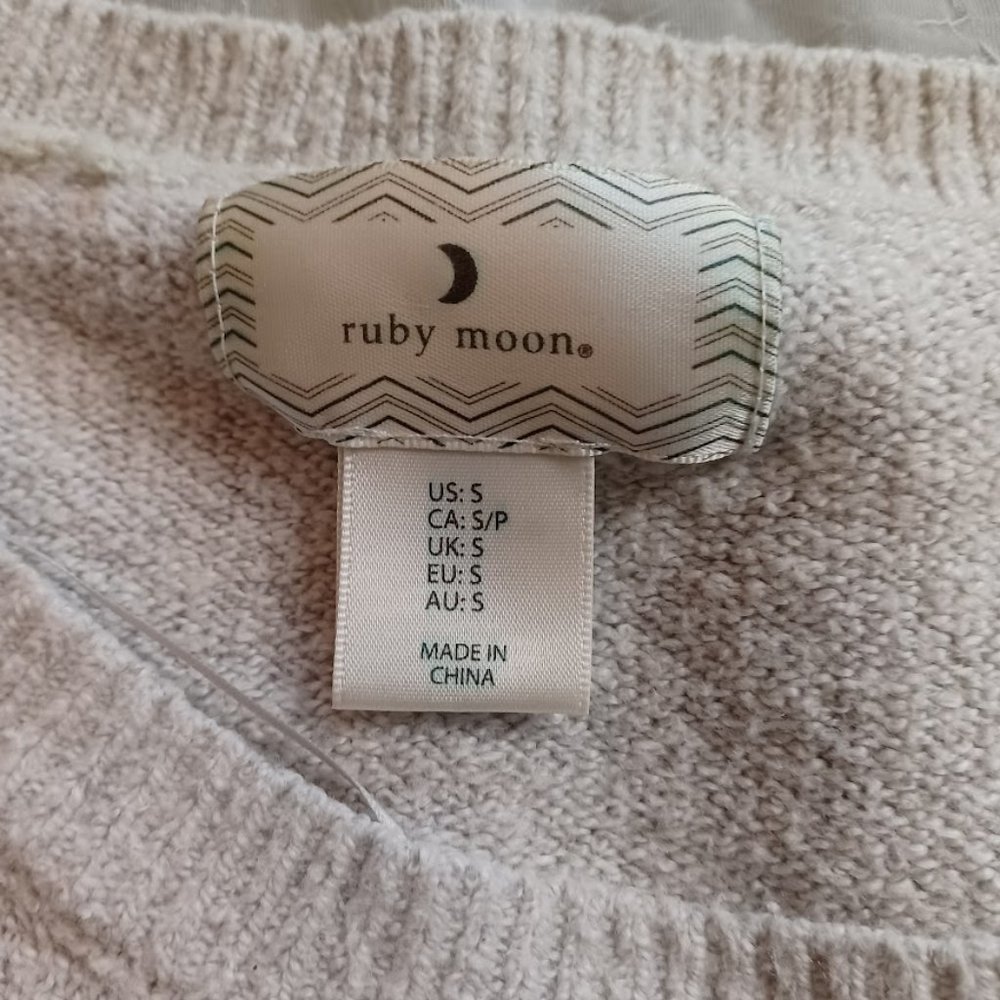 ruby moon®
US: S
CA: S/P
UK: S
EU: S
AU: S
MADE IN
CHINA